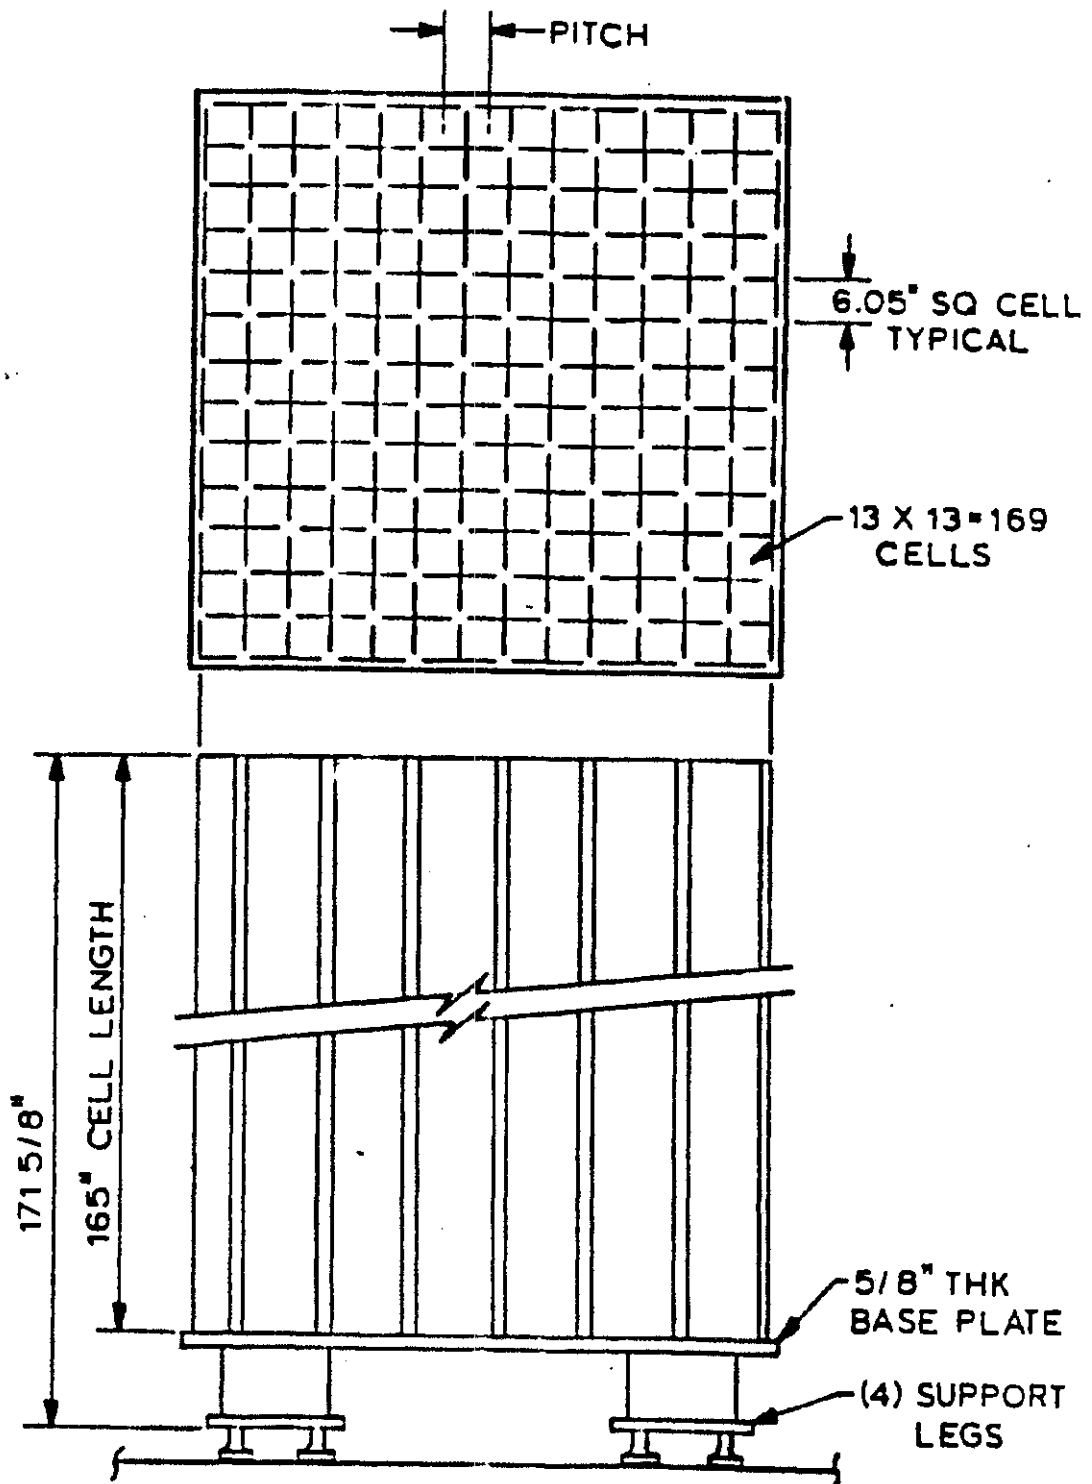 PITCH
6.05" SQ CELL
TYPICAL
13 X 13=169
CELLS
171 5/8"
165" CELL LENGTH
5/8" THK
BASE PLATE
(4) SUPPORT
LEGS